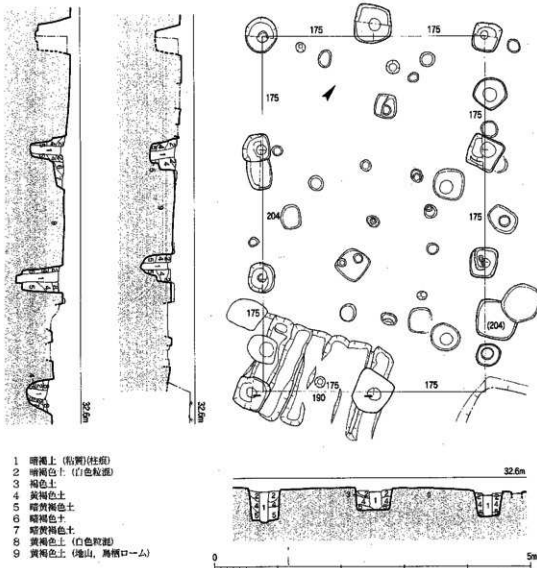 175
175
175
175
204
175
175
(204)
175
190
175
32.6m
32.6m
32.6m
1 暗褐土 (粘質)(柱痕)
2 暗褐色土 (白色粒混)
3 褐色土
4 黄褐色土
5 暗黄褐色土
6 暗褐色土
7 暗黄褐色土
8 黄褐色土 (白色粒混)
9 黄褐色土 (地山，鳥栖ローム)
0
5m